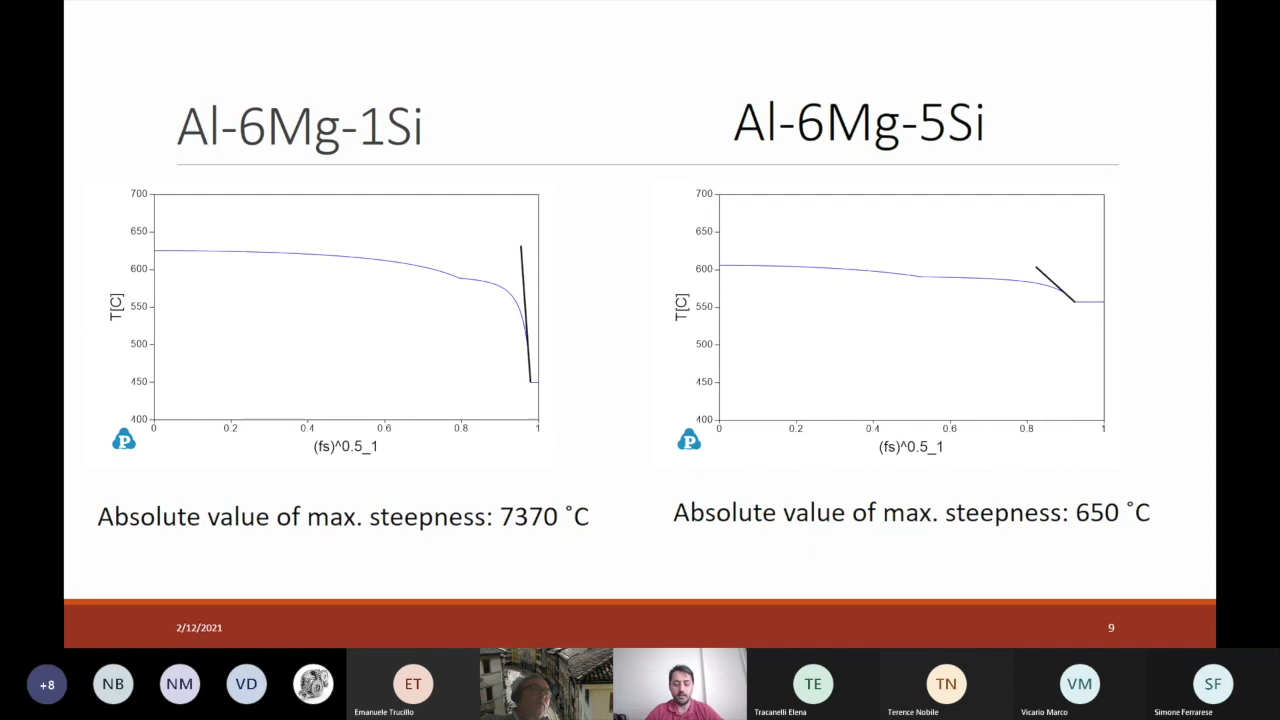 Al-6Mg-1Si
Al-6Mg-5Si
700
650
600
550
500
450
400
T[C]
0
0.2
0.4
0.6
0.8
1
(fs)^0.5_1
P
700
650
600
550
500
450
400
T[C]
0
0.2
0.4
0.6
0.8
1
(fs)^0.5_1
P
Absolute value of max. steepness: 7370 ˚C
Absolute value of max. steepness: 650 ˚C
2/12/2021
9
+8
NB
NM
VD
ET
Emanuele Trucillo
TE
Tracanelli Elena
TN
Terence Nobile
VM
Vicario Marco
SF
Simone Ferrarese